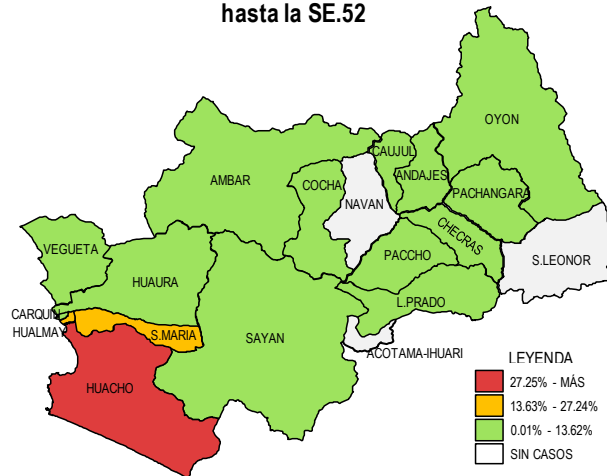 hasta la SE.52
OYON
CAUJUL
ANDAJES
AMBAR
COCHA
NAVAN
PACHANGARA
CHECRAS
VEGUETA
PACCHO
S.LEONOR
HUAURA
L.PRADO
CARQUIN
HUALMAY
S.MARIA
SAYAN
ACOTAMA-IHUARI
HUACHO
LEYENDA
27.25% - MÁS
13.63% - 27.24%
0.01% - 13.62%
SIN CASOS